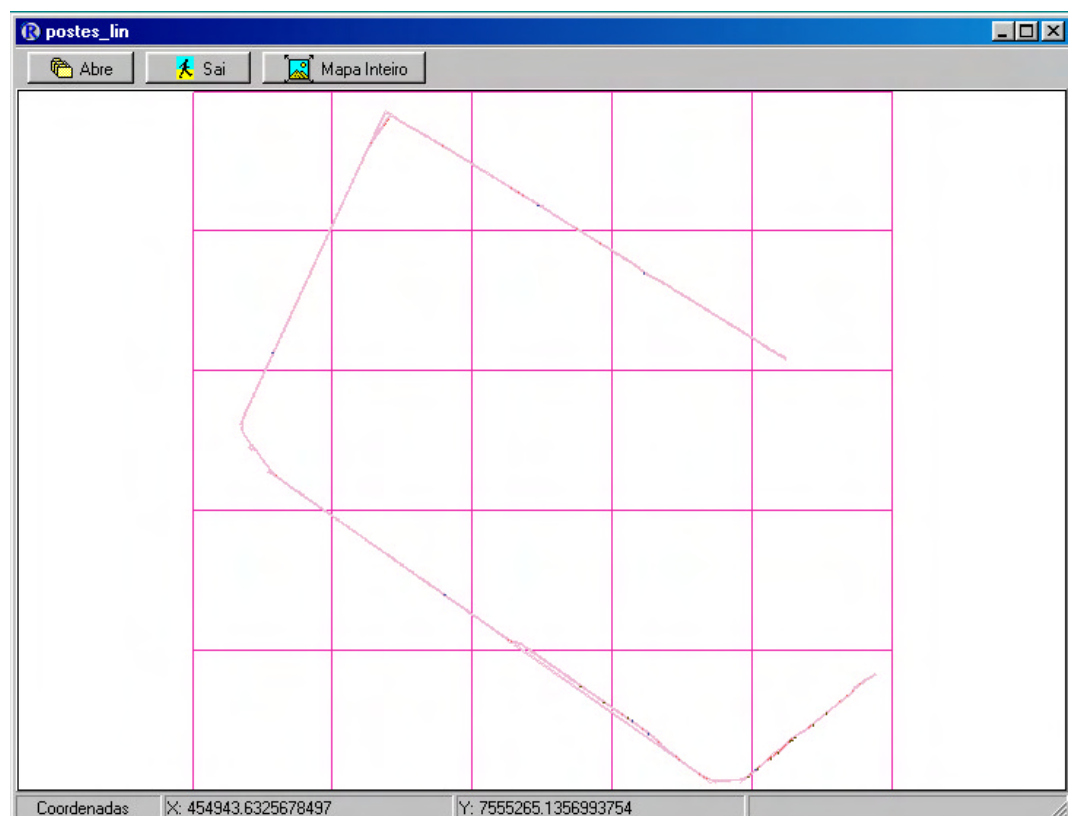 postes_lin
Abre Sai Mapa Inteiro
Coordenadas X: 454943.6325678497 Y: 7555265.1356993754